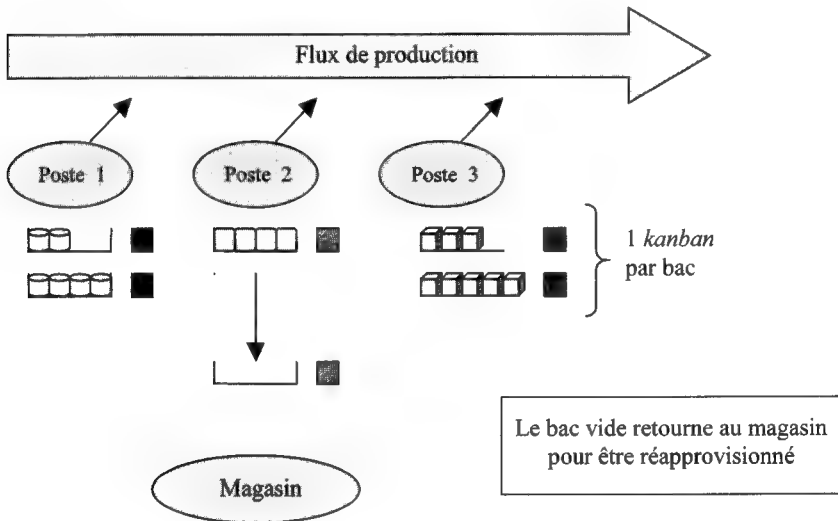 Flux de production
Poste 1
Poste 2
Poste 3
1 kanban
par bac
Le bac vide retourne au magasin
pour être réapprovisionné
Magasin